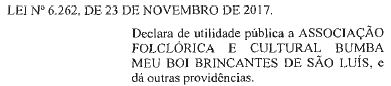 LEI Nº 6.262, DE 23 DE NOVEMBRO DE 2017.
Declara de utilidade pública a ASSOCIAÇÃO
FOLCLÓRICA E CULTURAL BUMBA
MEU BOI BRINCANTES DE SÃO LUÍS, e
dá outras providências.